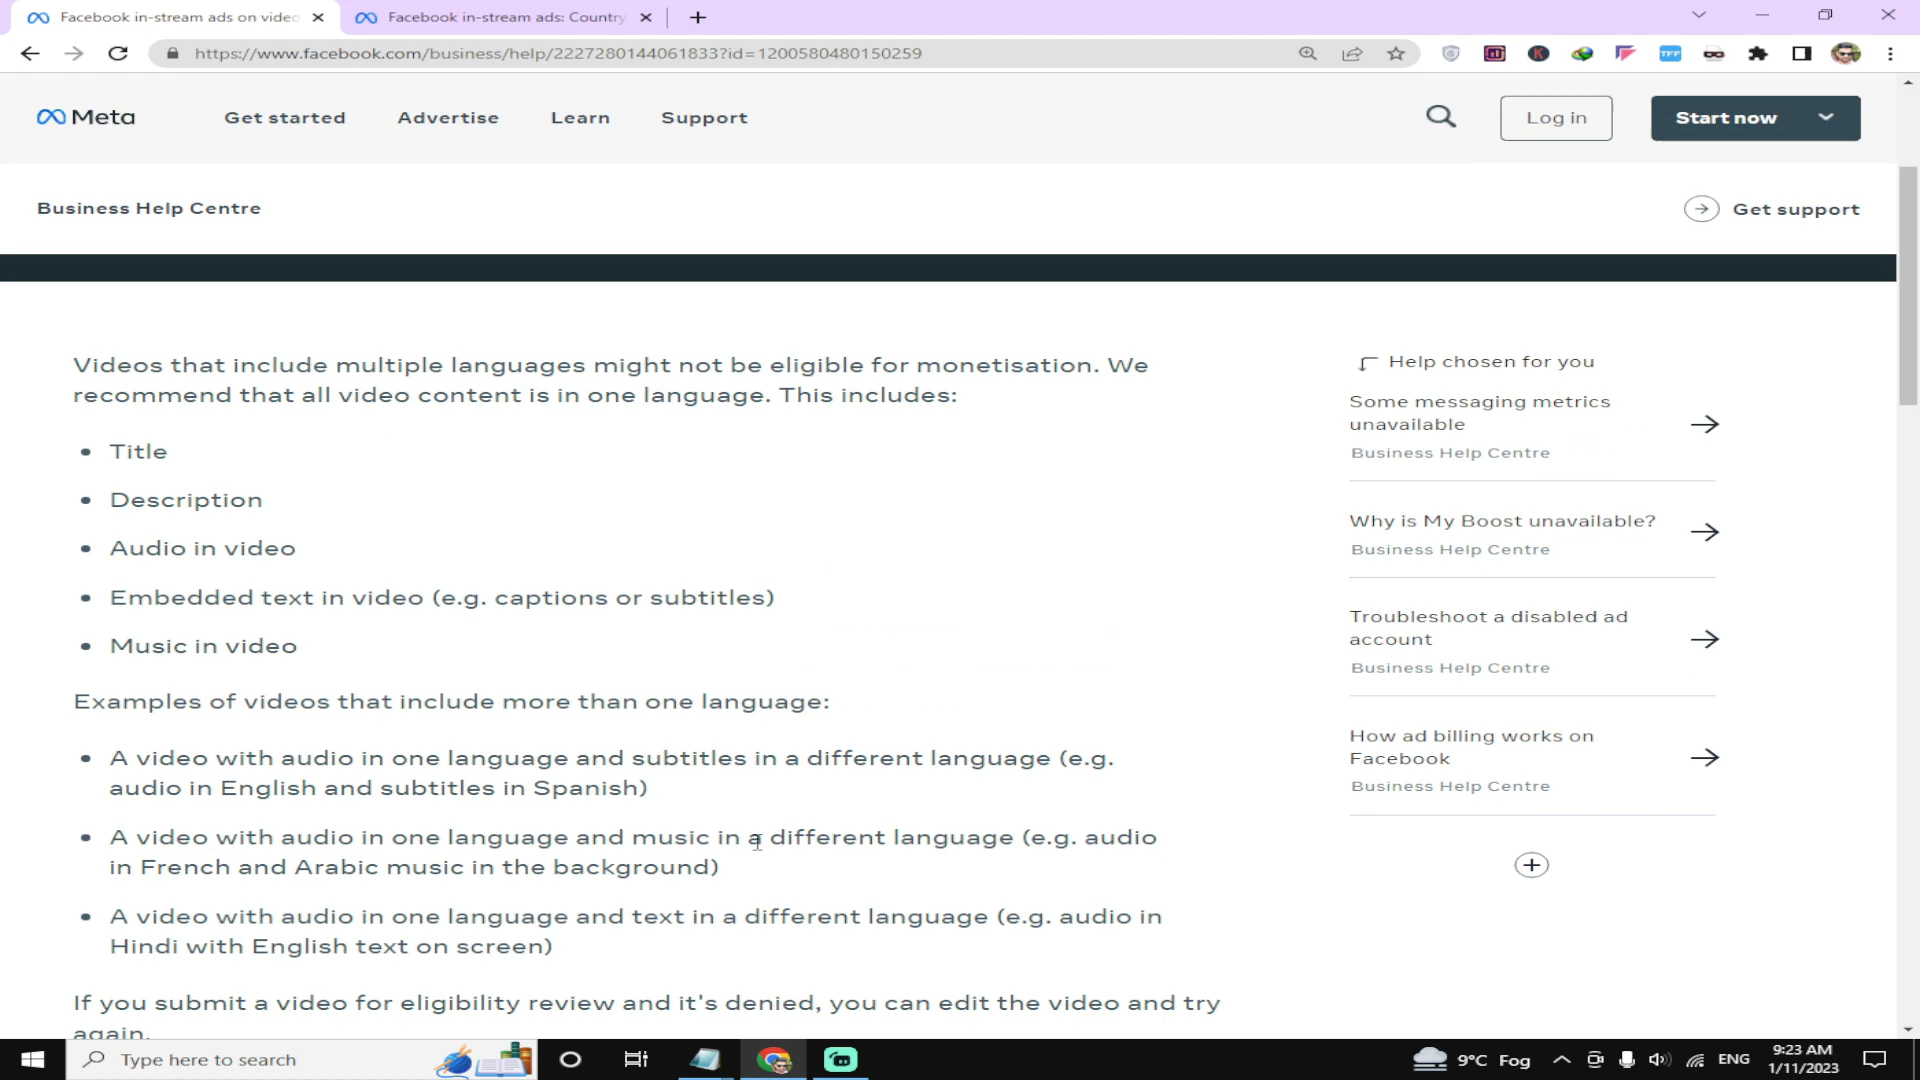 Facebook in-stream ads on video
Facebook in-stream ads: Country
https://www.facebook.com/business/help/2227280144061833?id=1200580480150259
Meta
Get started
Advertise
Learn
Support
Log in
Start now
Business Help Centre
Get support
Videos that include multiple languages might not be eligible for monetisation. We
recommend that all video content is in one language. This includes:
• Title
• Description
• Audio in video
• Embedded text in video (e.g. captions or subtitles)
• Music in video
Examples of videos that include more than one language:
• A video with audio in one language and subtitles in a different language (e.g.
audio in English and subtitles in Spanish)
• A video with audio in one language and music in a different language (e.g. audio
in French and Arabic music in the background)
• A video with audio in one language and text in a different language (e.g. audio in
Hindi with English text on screen)
If you submit a video for eligibility review and it's denied, you can edit the video and try
again.
Help chosen for you
Some messaging metrics
unavailable
Business Help Centre
Why is My Boost unavailable?
Business Help Centre
Troubleshoot a disabled ad
account
Business Help Centre
How ad billing works on
Facebook
Business Help Centre
Type here to search
9°C Fog
ENG
9:23 AM
1/11/2023